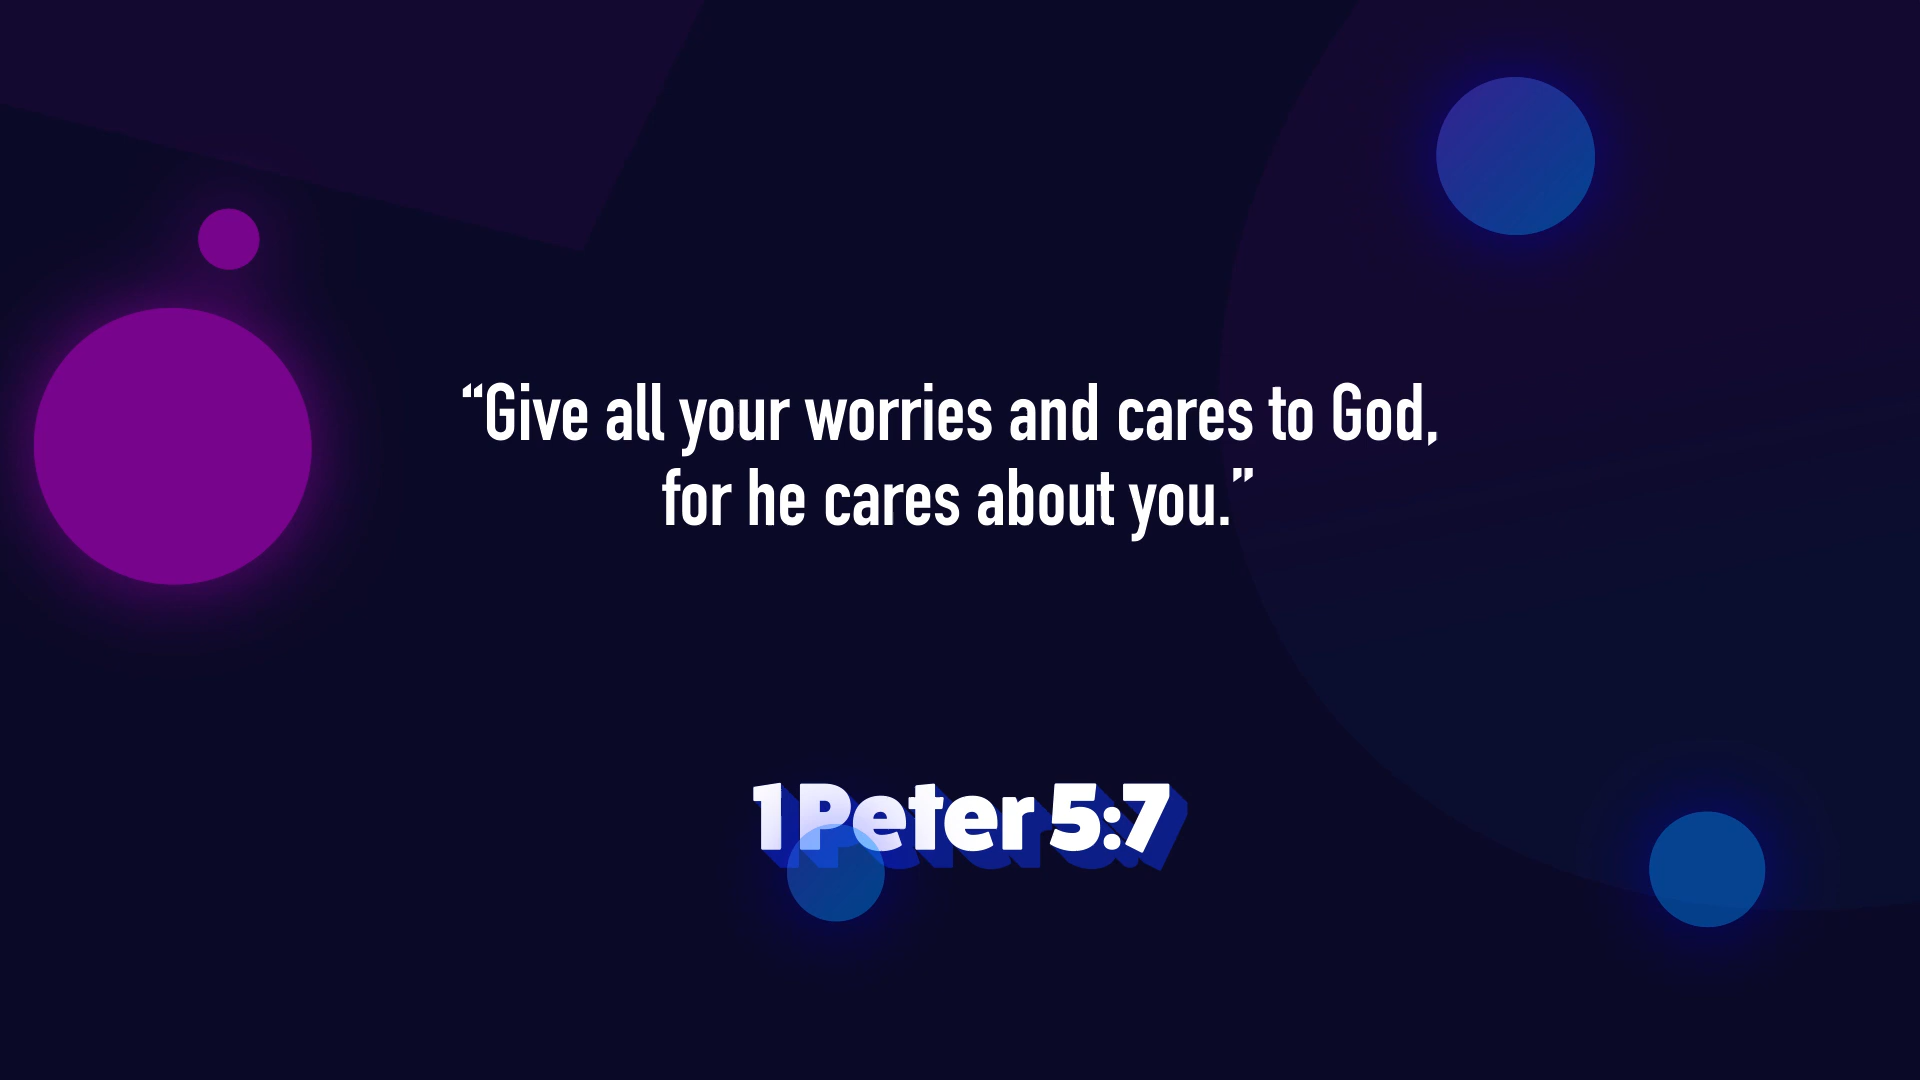 “Give all your worries and cares to God,
for he cares about you.”
1 Peter 5:7